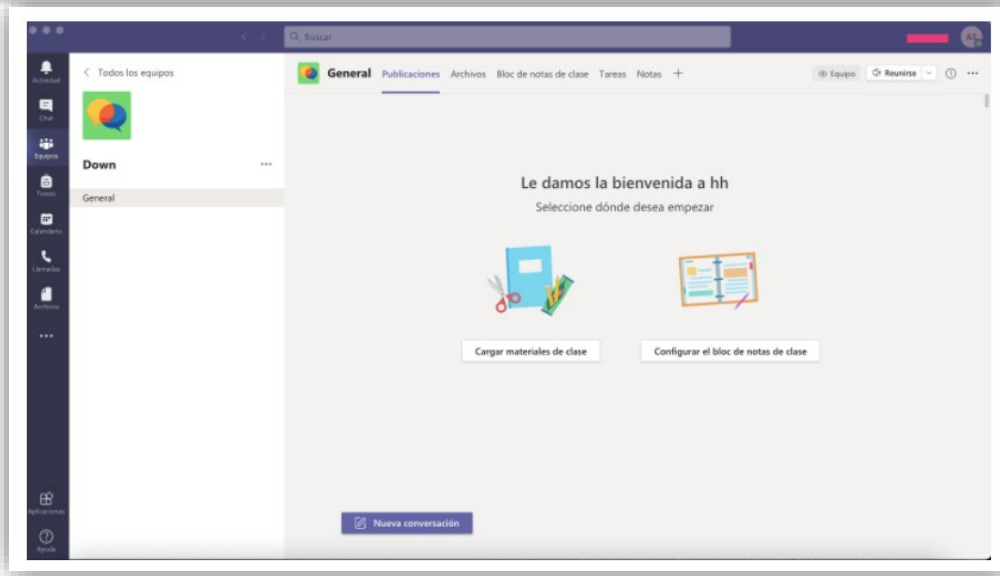 Buscar
AS
Actividad
Chat
Equipos
Tareas
Calendario
Llamadas
Archivos
Aplicaciones
Ayuda
Todos los equipos
Down
General
General Publicaciones Archivos Bloc de notas de clase Tareas Notas
Equipo Reunirse
Le damos la bienvenida a hh
Seleccione dónde desea empezar
Cargar materiales de clase Configurar el bloc de notas de clase
Nueva conversación